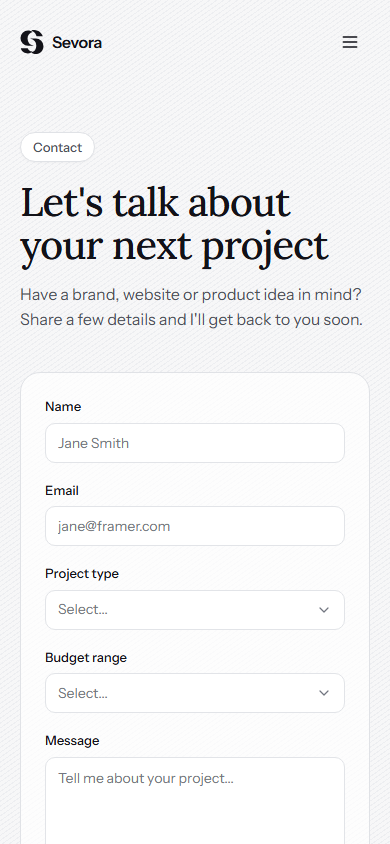 Sevora
Contact
Let's talk about
your next project
Have a brand, website or product idea in mind?
Share a few details and I'll get back to you soon.
Name
Jane Smith
Email
jane@framer.com
Project type
Select...
Budget range
Select...
Message
Tell me about your project...